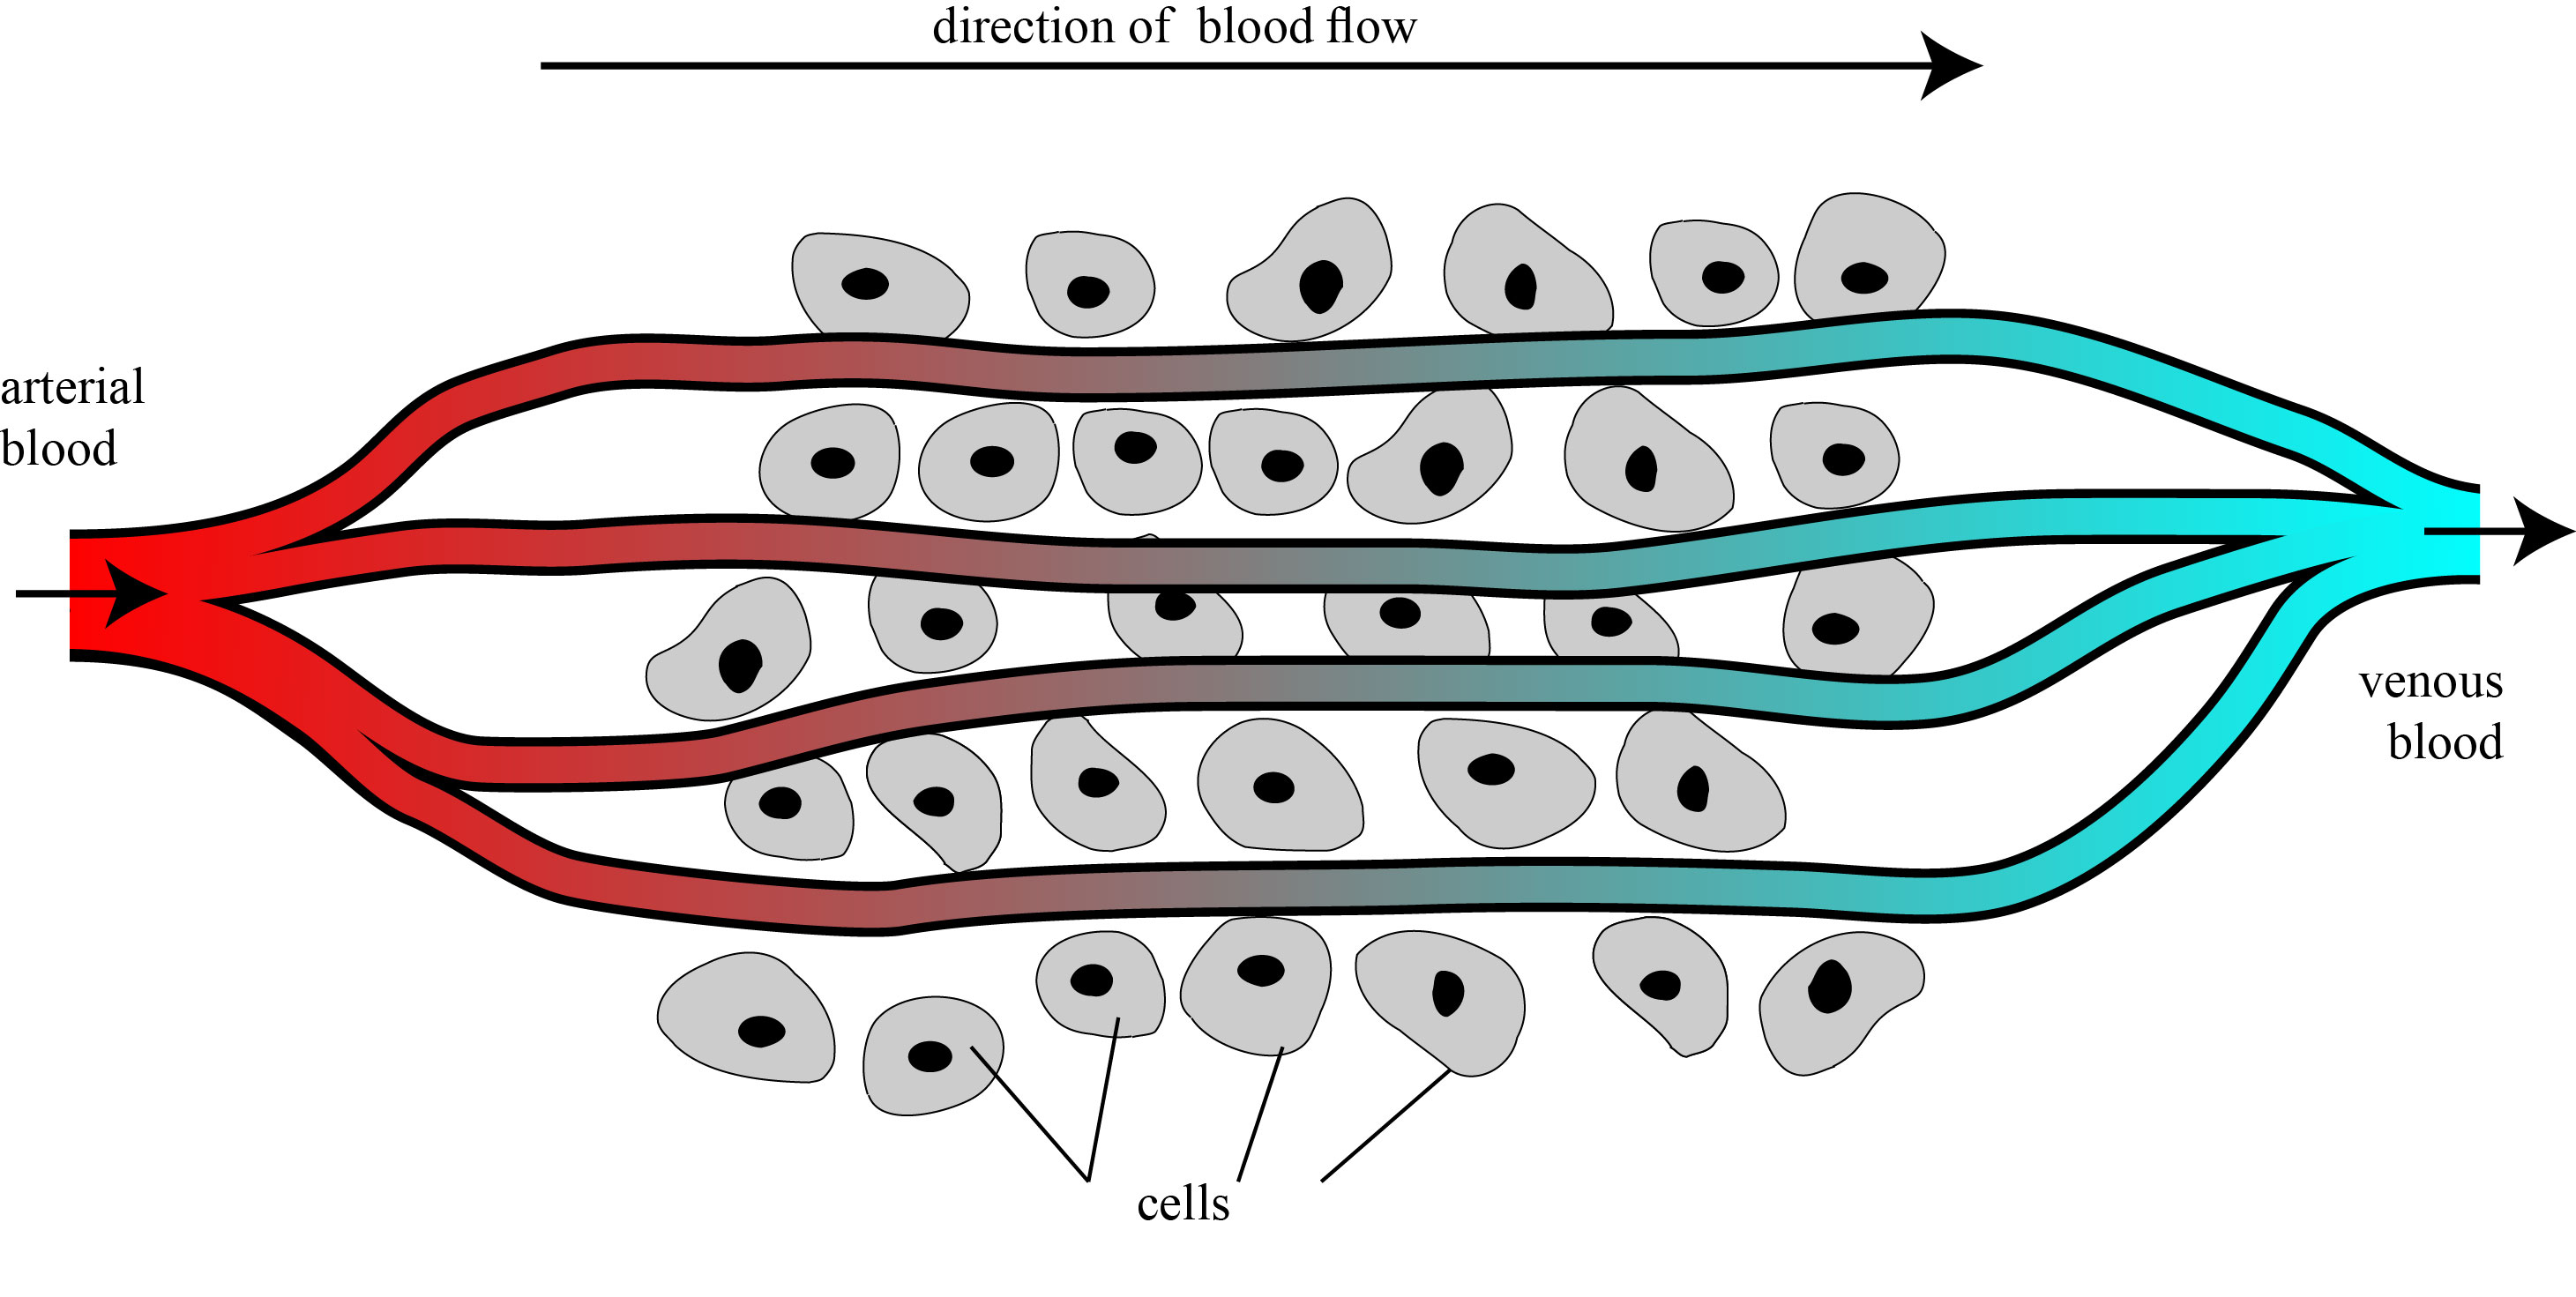 direction of blood flow
arterial
blood
venous
blood
cells